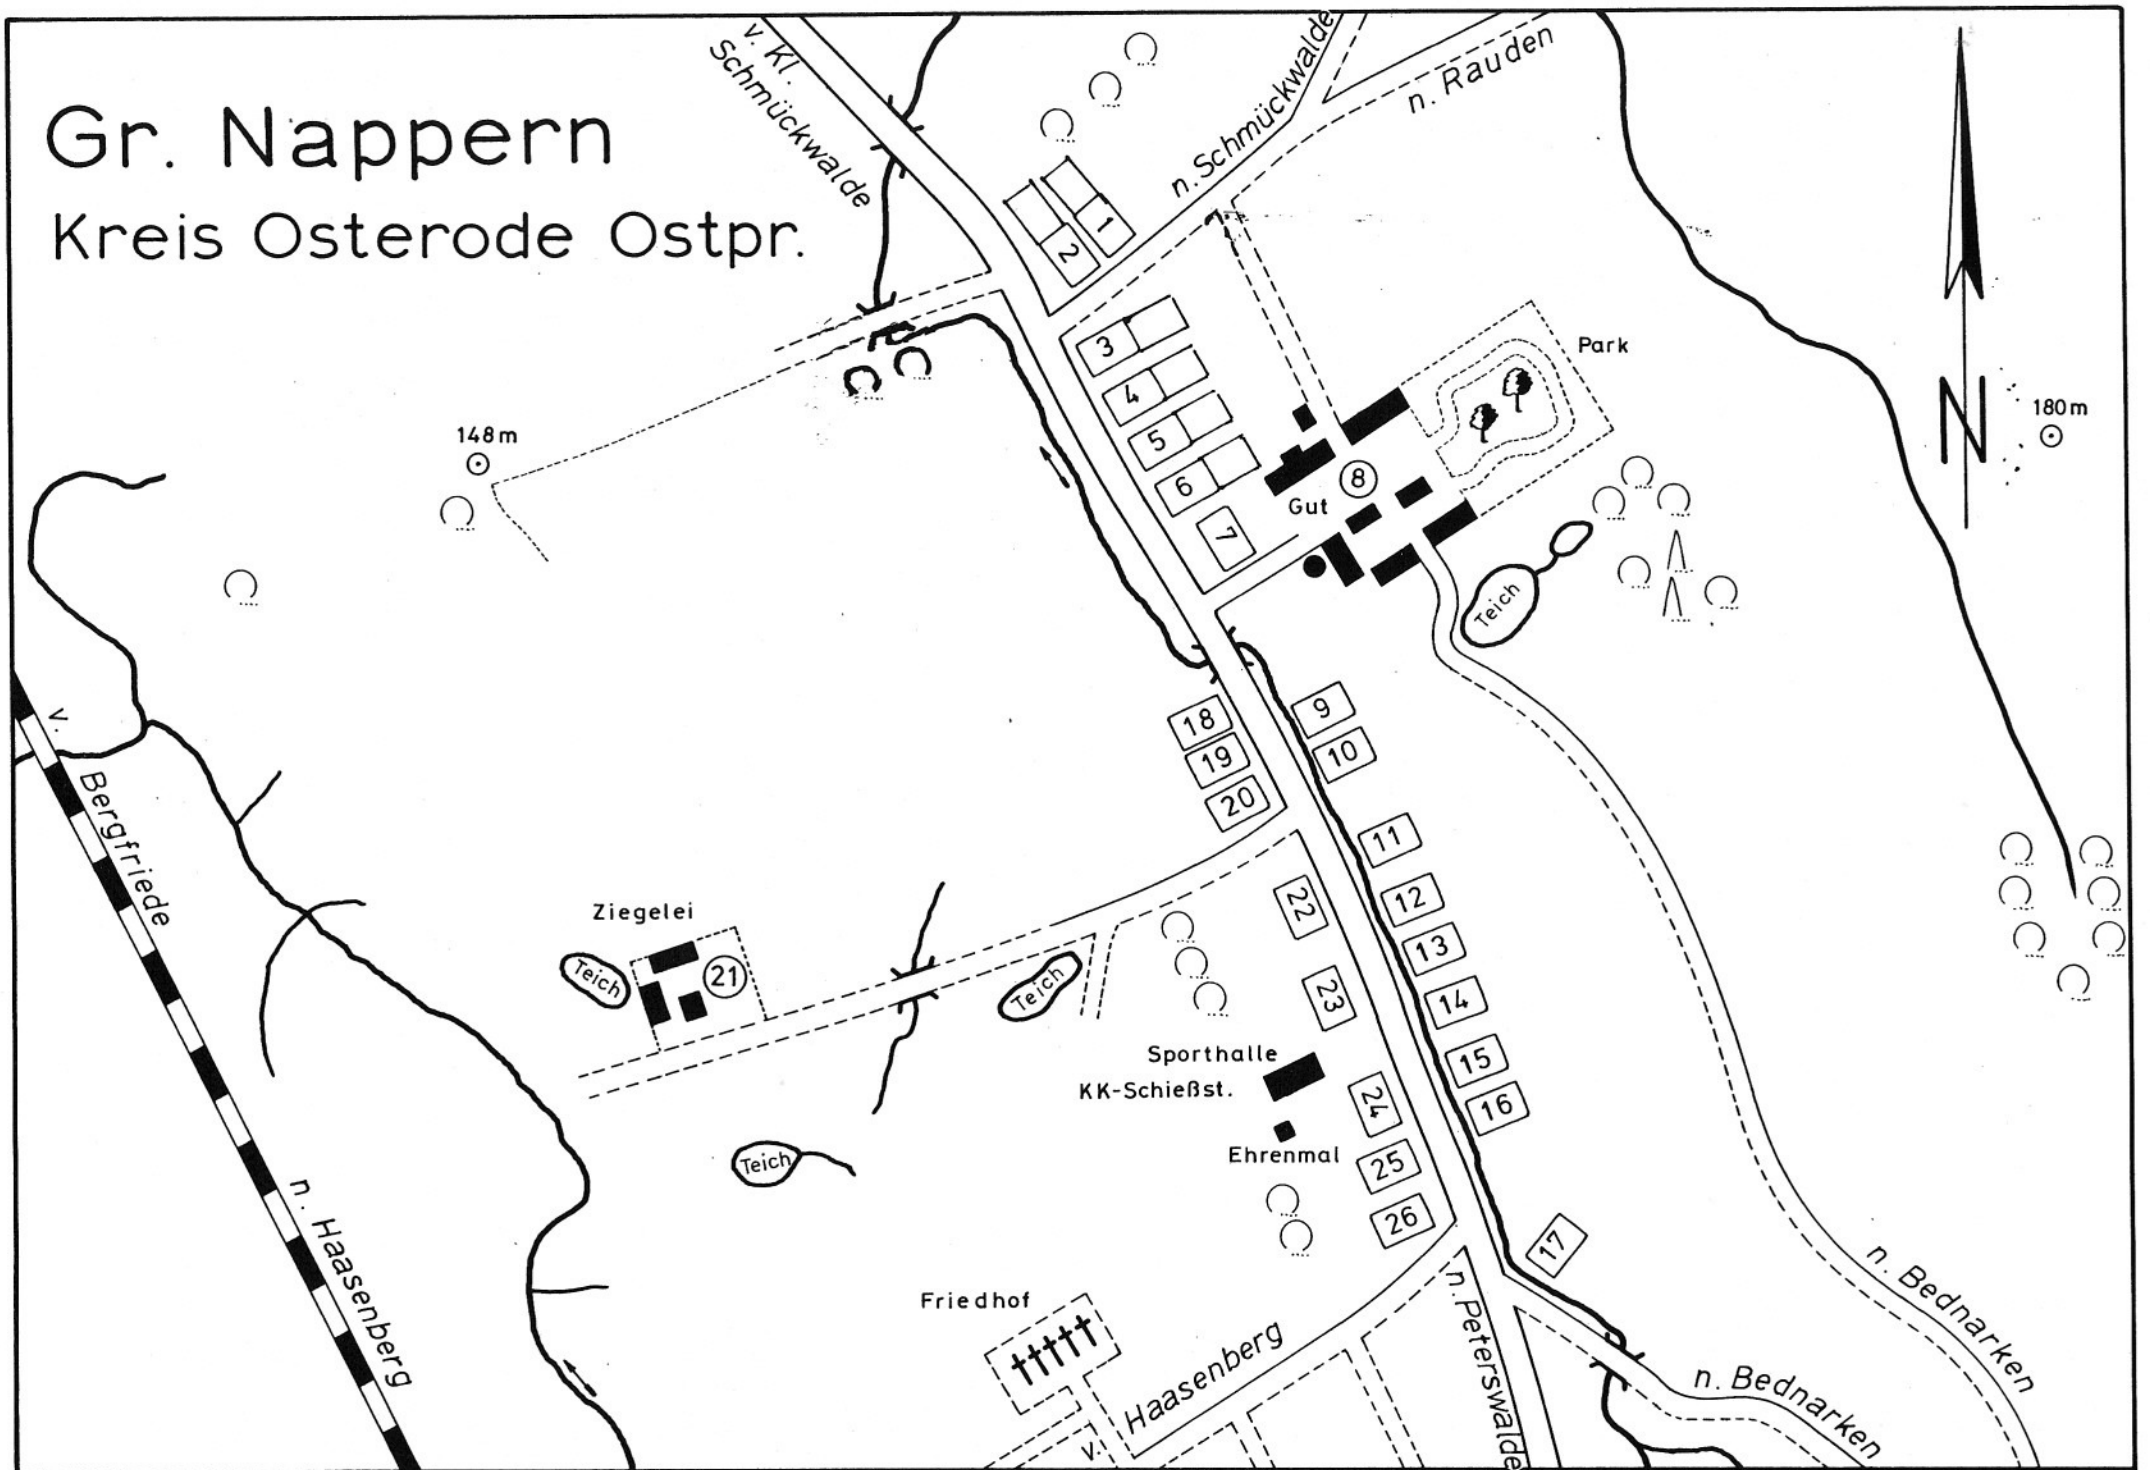 Gr. Nappern
Kreis Osterode Ostpr.
v. Kl.
Schmückwalde
n. Schmückwalde
n. Rauden
1
2
3
4
5
6
7
8
Gut
Park
N
180m
148m
Teich
9
10
11
12
13
14
15
16
17
18
19
20
22
23
24
25
26
Ziegelei
21
Teich
Teich
Teich
Sporthalle
KK-Schießst.
Ehrenmal
Friedhof
v. Haasenberg
n. Peterswalde
n. Bednarken
n. Bednarken
v. Bergfriede
n. Haasenberg